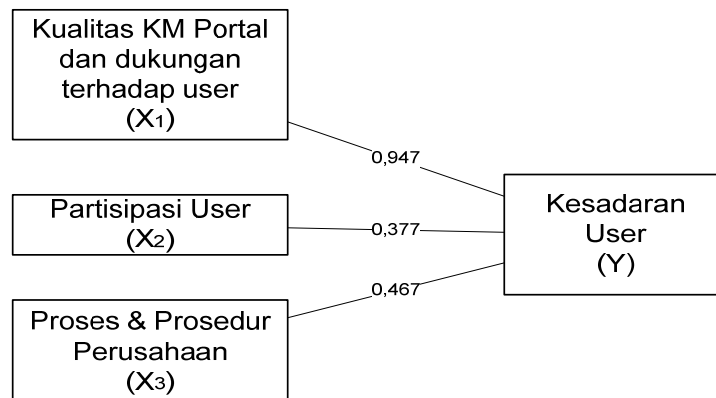 Kualitas KM Portal
dan dukungan
terhadap user
(X1)
0,947
Partisipasi User
(X2)
0,377
Kesadaran
User
(Y)
0,467
Proses & Prosedur
Perusahaan
(X3)